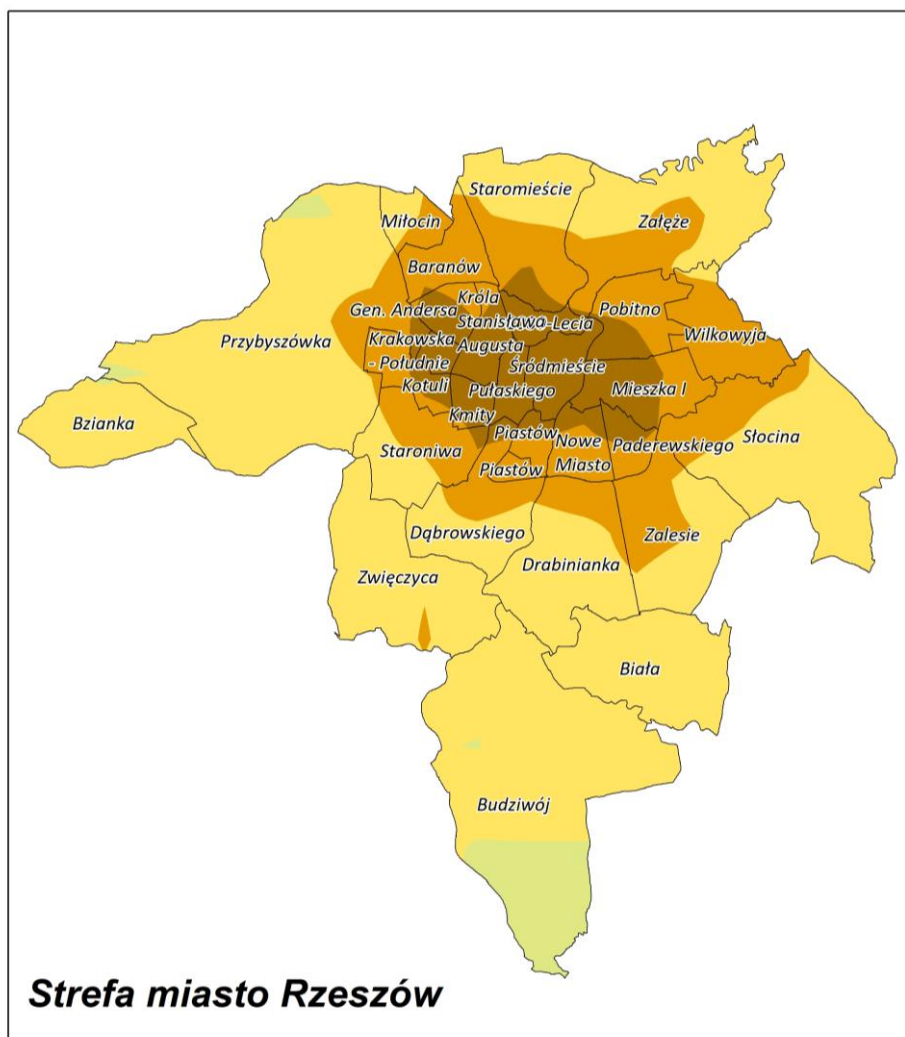 Staromieście
Miłocin
Załęże
Baranów
Gen. Andersa
Króla
Pobitno
Stanisława
-Lecia
Wilkowyja
Przybyszówka
Krakowska
Augusta
- Południe
Śródmieście
Kotuli
Pułaskiego
Mieszka I
Bzianka
Kmity
Piastów
Nowe
Paderewskiego
Słocina
Staroniwa
Piastów
Miasto
Dąbrowskiego
Zalesie
Drabinianka
Zwięczyca
Biała
Budziwój
Strefa miasto Rzeszów